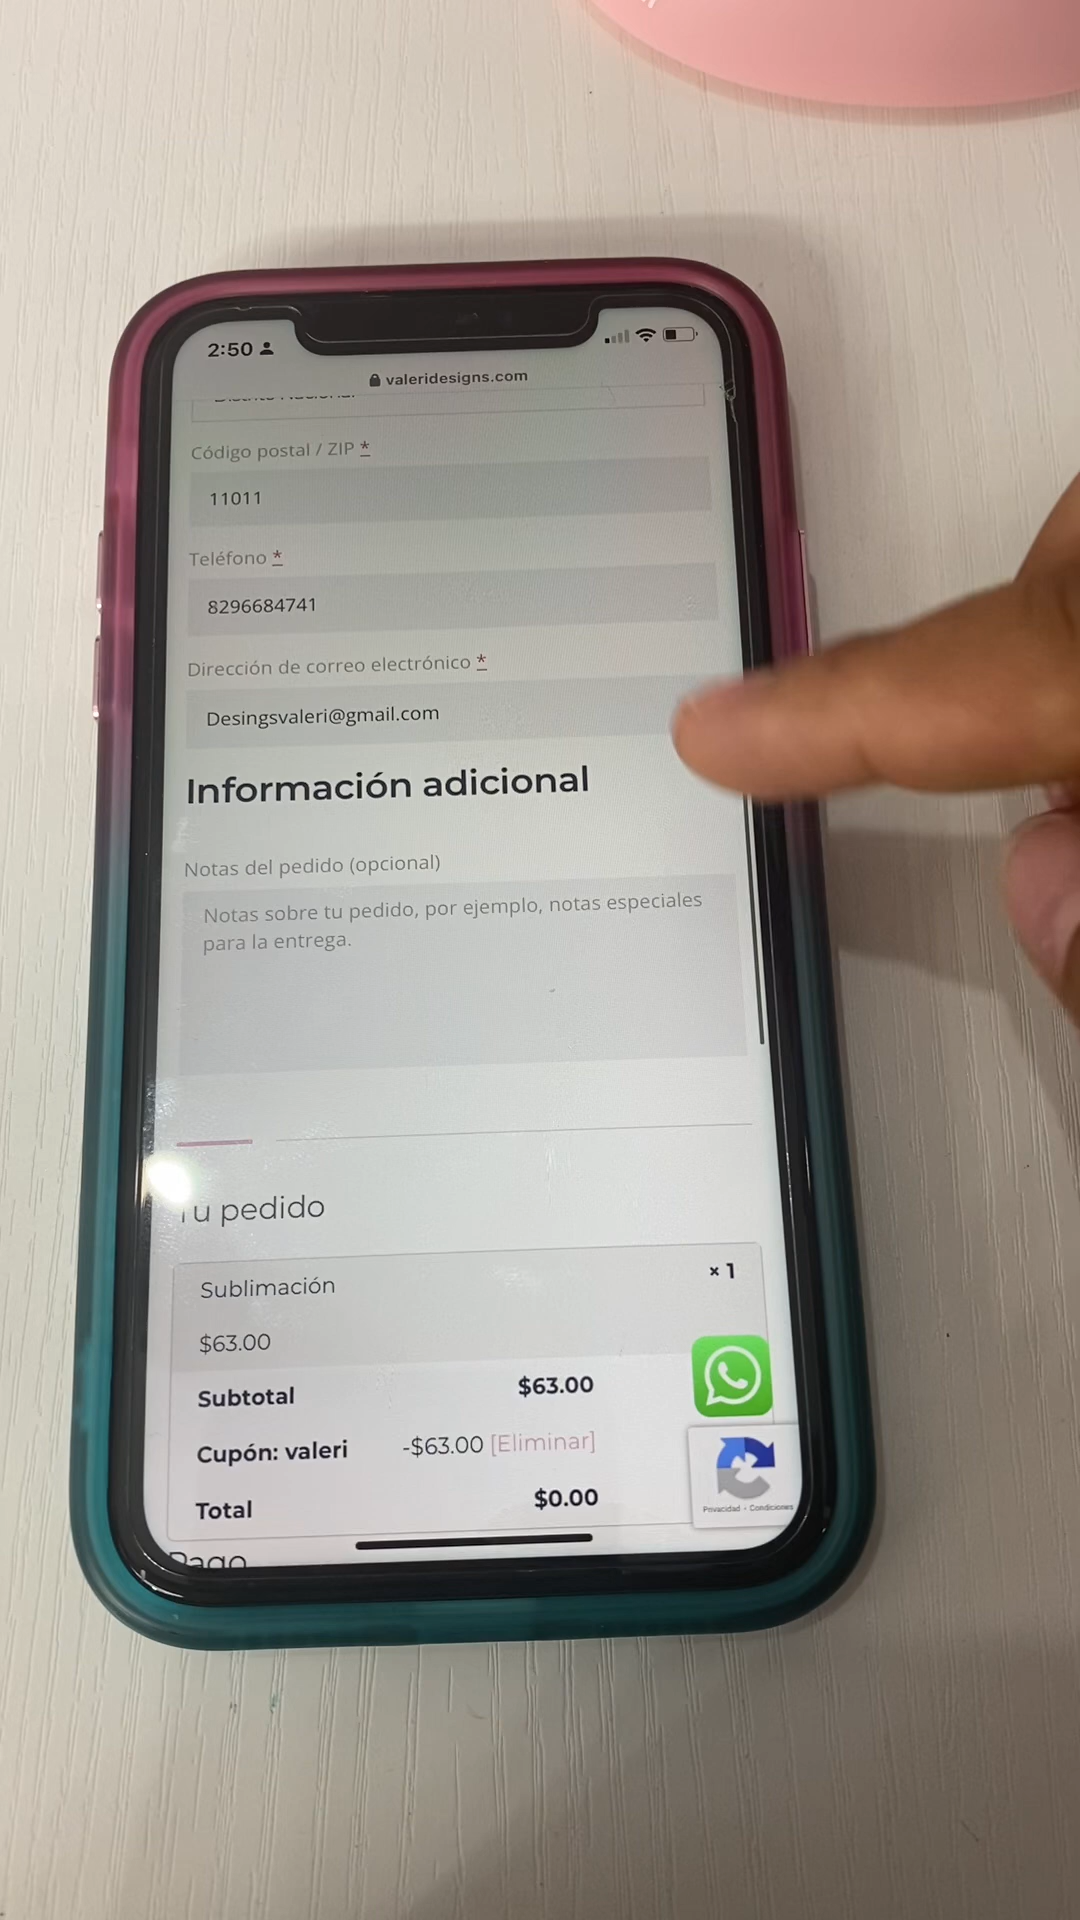 2:50
valeridesigns.com
Código postal / ZIP *
11011
Teléfono *
8296684741
Dirección de correo electrónico *
Desingsvaleri@gmail.com
Información adicional
Notas del pedido (opcional)
Notas sobre tu pedido, por ejemplo, notas especiales
para la entrega.
Tu pedido
Sublimación × 1
$63.00
Subtotal $63.00
Cupón: valeri -$63.00 [Eliminar]
Total $0.00
Privacidad - Condiciones
Pago